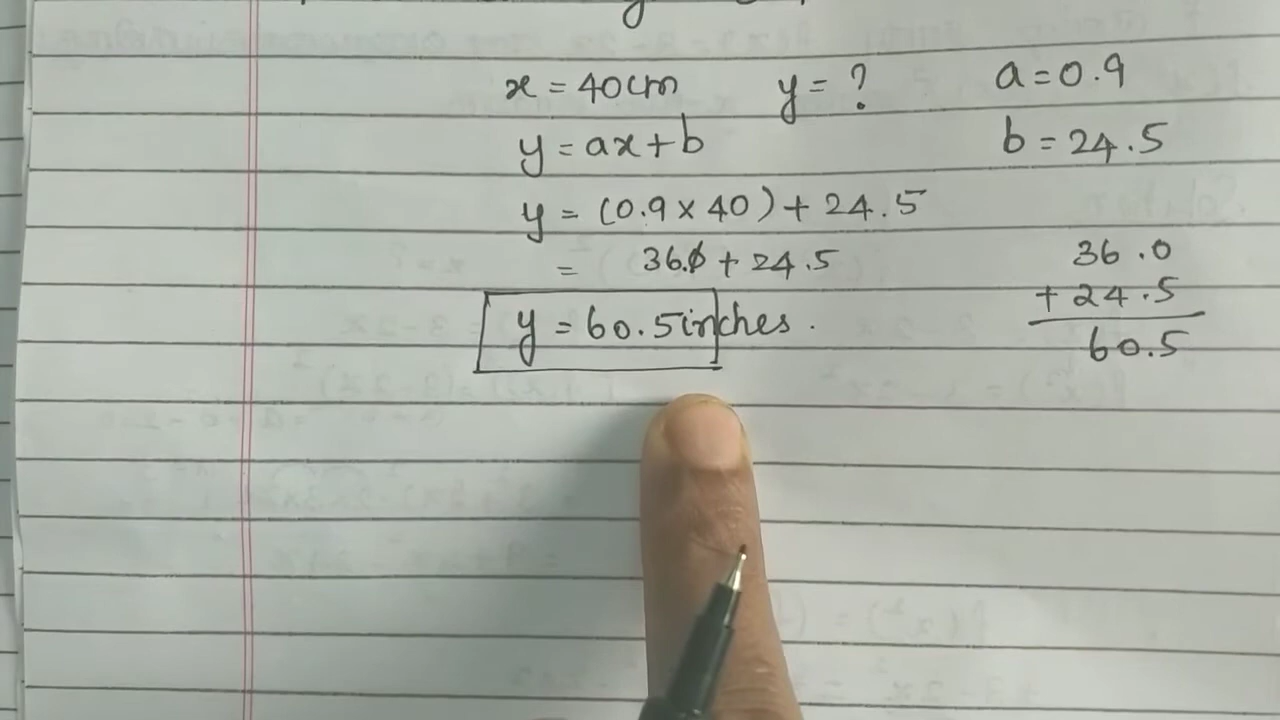 x = 40cm y = ? a = 0.9
y = ax + b b = 24.5
y = (0.9 × 40) + 24.5
= 36.0 + 24.5
y = 60.5 inches.
36.0
+ 24.5
60.5